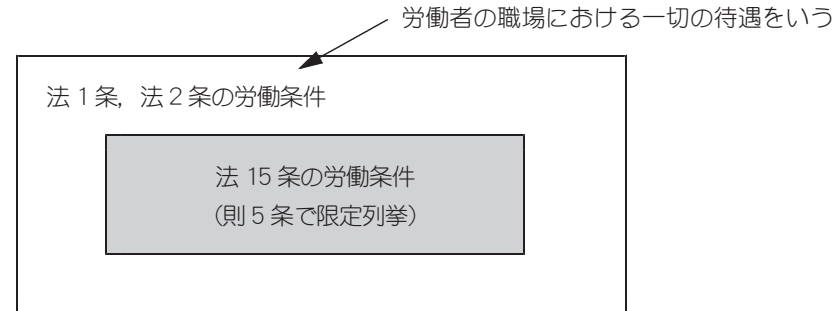 労働者の職場における一切の待遇をいう
法1条，法2条の労働条件
法 15 条の労働条件
（則5条で限定列挙）